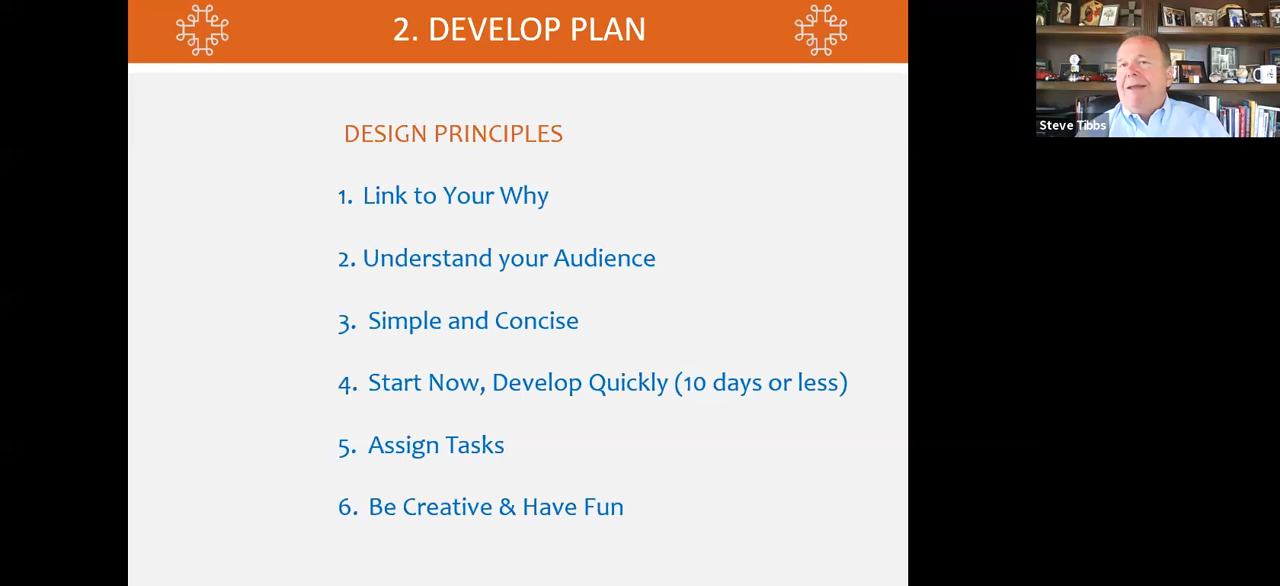 2. DEVELOP PLAN
DESIGN PRINCIPLES
1. Link to Your Why
2. Understand your Audience
3. Simple and Concise
4. Start Now, Develop Quickly (10 days or less)
5. Assign Tasks
6. Be Creative & Have Fun
Steve Tibbs